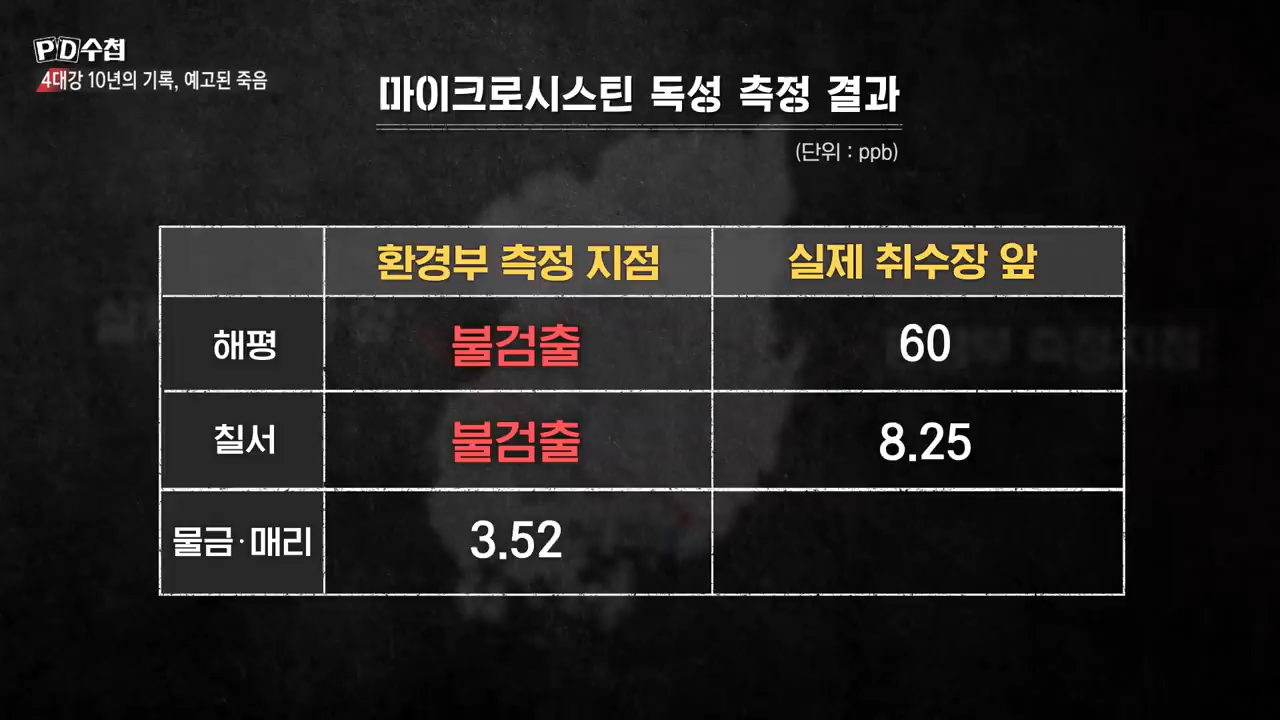 PD수첩
4대강 10년의 기록, 예고된 죽음
마이크로시스틴 독성 측정 결과
(단위 : ppb)
환경부 측정 지점 실제 취수장 앞
해평 불검출 60
칠서 불검출 8.25
물금·매리 3.52